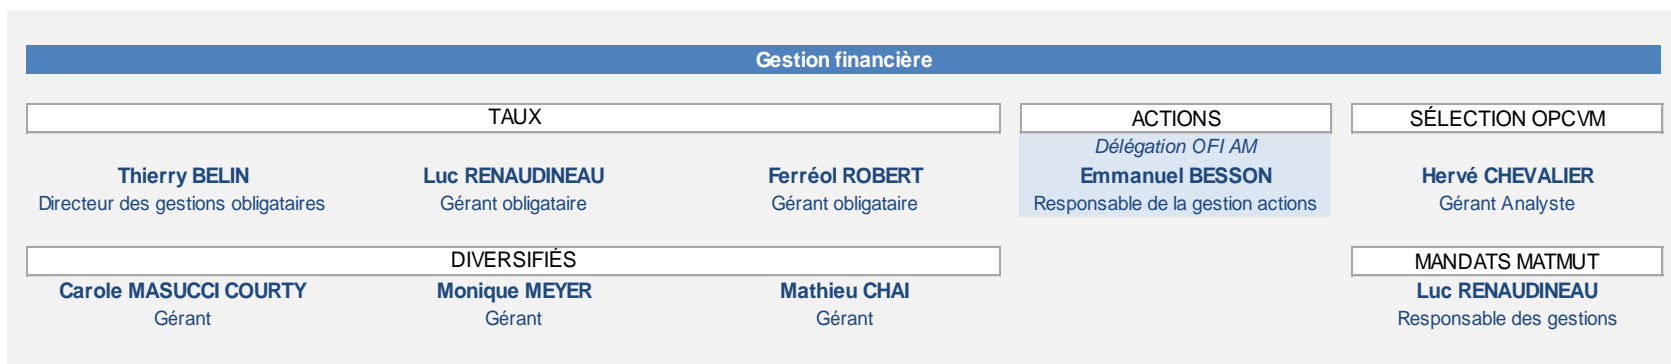 Gestion financière
TAUX
ACTIONS
SÉLECTION OPCVM
Délégation OFI AM
Thierry BELIN
Luc RENAUDINEAU
Ferréol ROBERT
Emmanuel BESSON
Hervé CHEVALIER
Directeur des gestions obligataires
Gérant obligataire
Gérant obligataire
Responsable de la gestion actions
Gérant Analyste
DIVERSIFIÉS
MANDATS MATMUT
Carole MASUCCI COURTY
Monique MEYER
Mathieu CHAI
Luc RENAUDINEAU
Gérant
Gérant
Gérant
Responsable des gestions